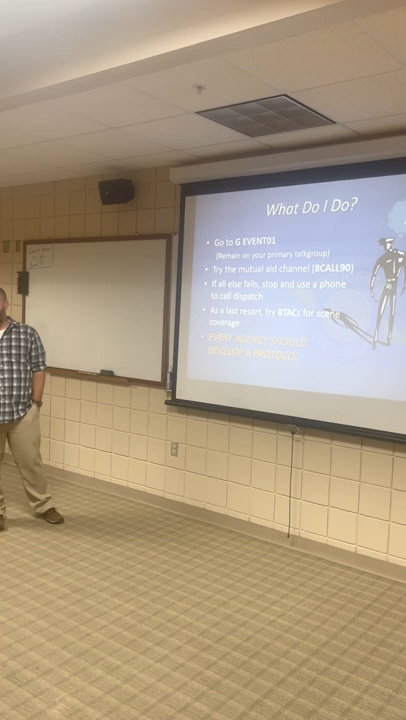 What Do I Do?
• Go to G EVENT01
(Remain on your primary talkgroup)
• Try the mutual aid channel (8CALL90)
• If all else fails, stop and use a phone
to call dispatch
• As a last resort, try 8TACs for scene
coverage
• EVERY AGENCY SHOULD
DEVELOP A PROTOCOL